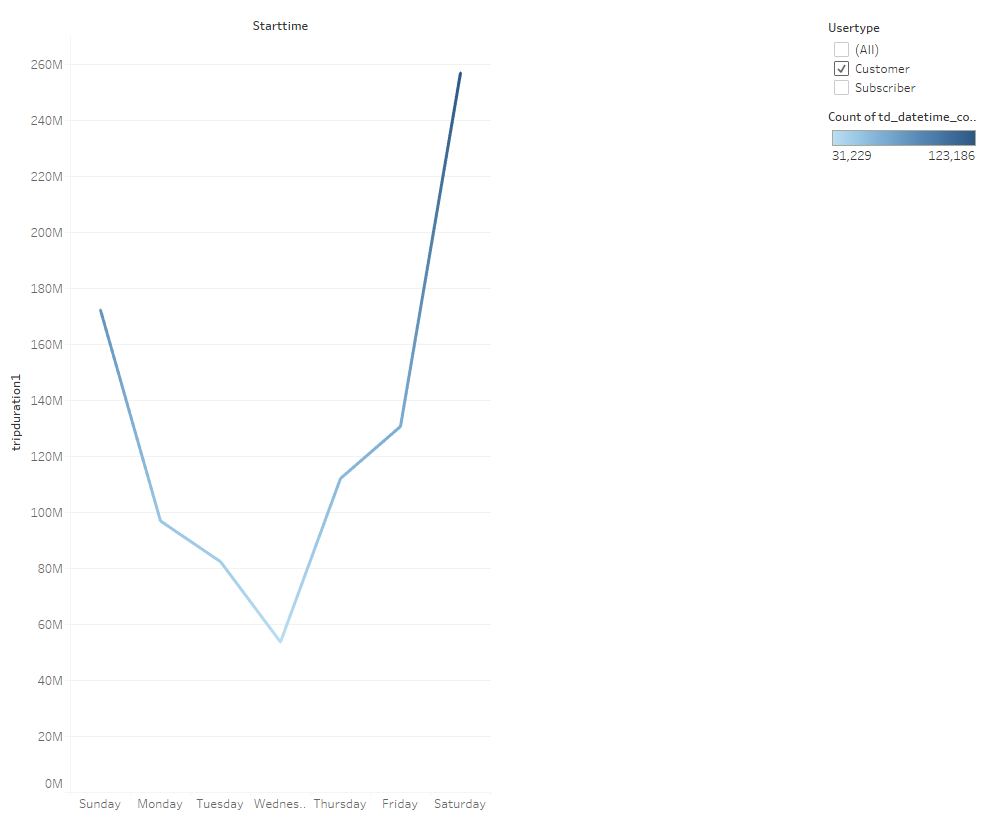 Starttime
260M
240M
220M
200M
180M
160M
140M
120M
100M
80M
60M
40M
20M
0M
tripduration1
Sunday Monday Tuesday Wednes.. Thursday Friday Saturday
Usertype
(All)
Customer
Subscriber
Count of td_datetime_co..
31,229 123,186